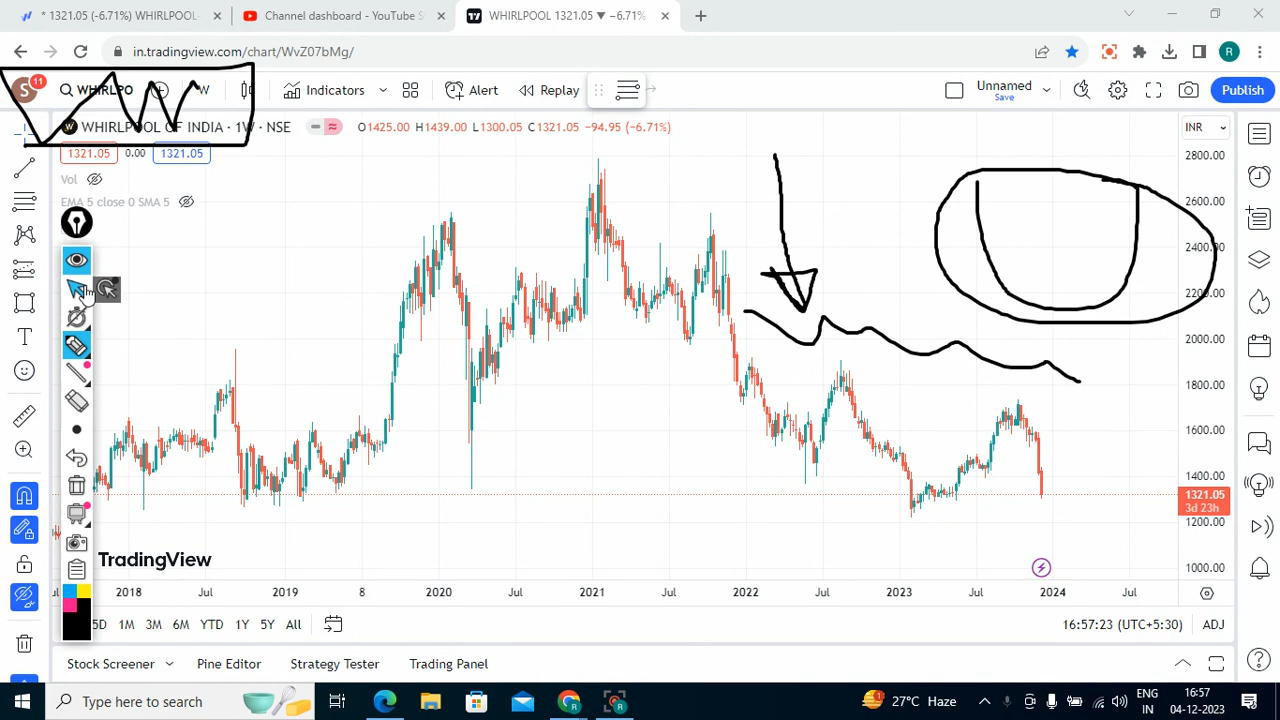 * 1321.05 (-6.71%) WHIRLPOOL
Channel dashboard - YouTube S
WHIRLPOOL 1321.05 ▼ −6.71%
in.tradingview.com/chart/WvZ07bMg/
R
S
11
WHIRLPO
W
Indicators
Alert
Replay
Unnamed
Save
Publish
WHIRLPOOL OF INDIA · 1W · NSE
O1425.00 H1439.00 L1300.05 C1321.05 −94.95 (−6.71%)
INR
1321.05
0.00
1321.05
Vol
EMA 5 close 0 SMA 5
2800.00
2600.00
2400.00
2200.00
2000.00
1800.00
1600.00
1400.00
1321.05
3d 23h
1200.00
1000.00
TradingView
2018
Jul
2019
8
2020
Jul
2021
Jul
2022
Jul
2023
Jul
2024
Jul
5D
1M
3M
6M
YTD
1Y
5Y
All
16:57:23 (UTC+5:30)
ADJ
Stock Screener
Pine Editor
Strategy Tester
Trading Panel
Type here to search
27°C Haze
ENG
IN
16:57
04-12-2023